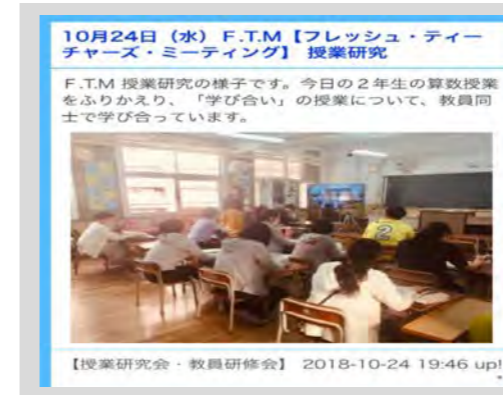 10月24日（水）F.T.M【フレッシュ・ティー
チャーズ・ミーティング】 授業研究
F.T.M 授業研究の様子です。今日の２年生の算数授業
をふりかえり、「学び合い」の授業について、教員同
士で学び合っています。
2
【授業研究会・教員研修会】 2018-10-24 19:46 up!